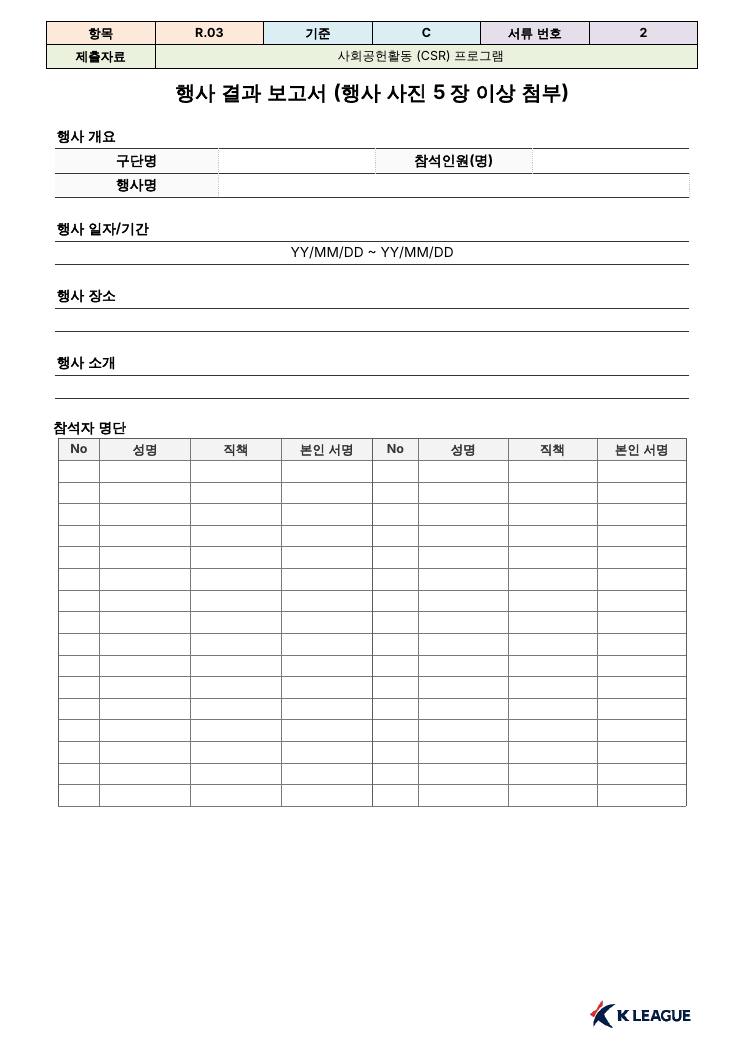 항목 R.03 기준 C 서류 번호 2
제출자료 사회공헌활동 (CSR) 프로그램
행사 결과 보고서 (행사 사진 5 장 이상 첨부)
행사 개요
구단명 참석인원(명)
행사명
행사 일자/기간
YY/MM/DD ~ YY/MM/DD
행사 장소
행사 소개
참석자 명단
No 성명 직책 본인 서명 No 성명 직책 본인 서명
K LEAGUE